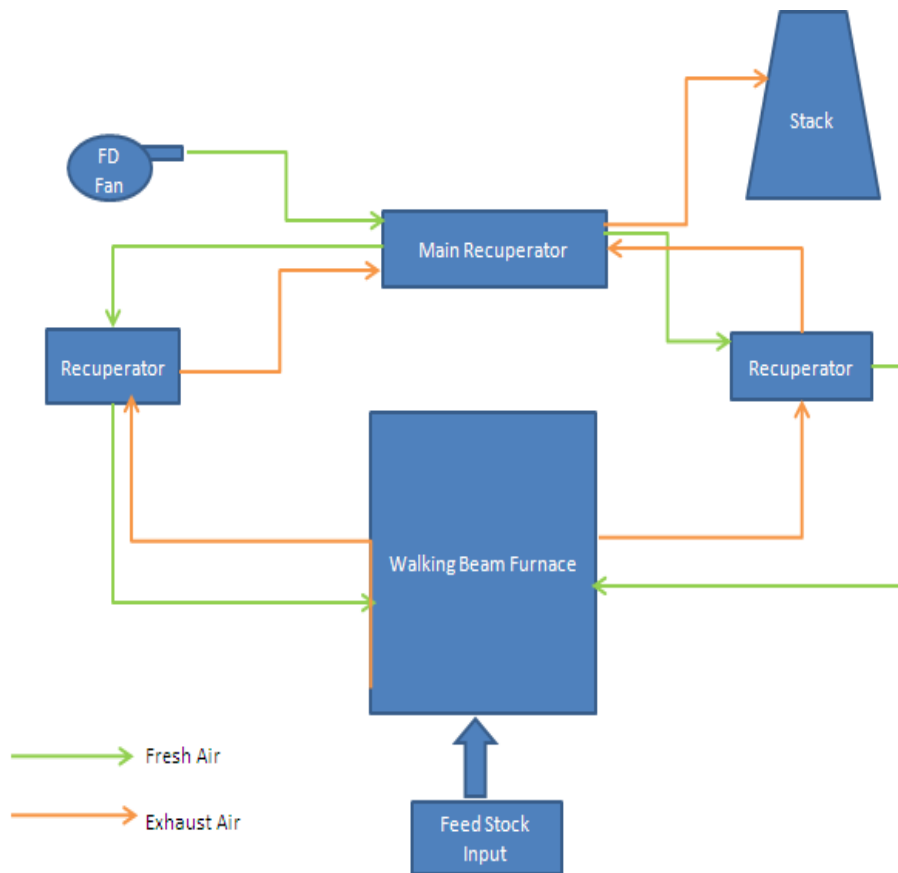 Stack
FD
Fan
Main Recuperator
Recuperator
Recuperator
Walking Beam Furnace
Fresh Air
Exhaust Air
Feed Stock
Input